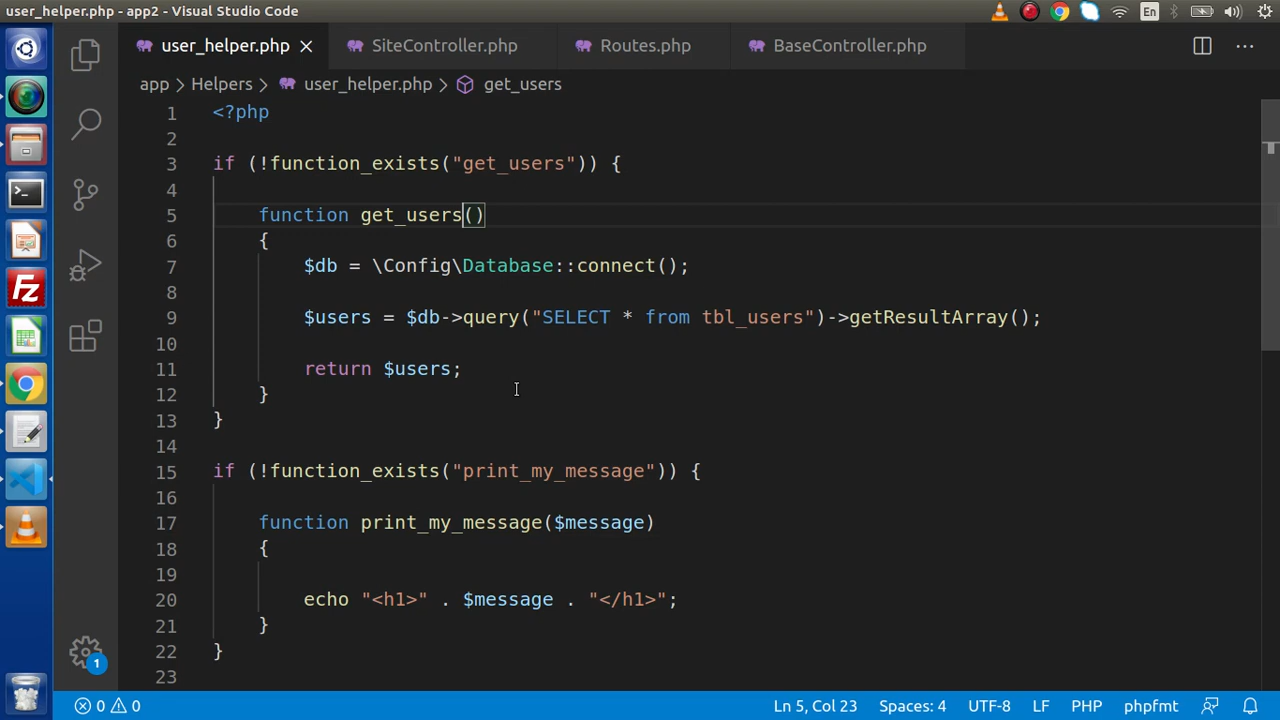 user_helper.php - app2 - Visual Studio Code
En
user_helper.php
SiteController.php
Routes.php
BaseController.php
app > Helpers > user_helper.php > get_users
1 <?php
2
3 if (!function_exists("get_users")) {
4
5 function get_users()
6 {
7 $db = \Config\Database::connect();
8
9 $users = $db->query("SELECT * from tbl_users")->getResultArray();
10
11 return $users;
12 }
13 }
14
15 if (!function_exists("print_my_message")) {
16
17 function print_my_message($message)
18 {
19
20 echo "<h1>" . $message . "</h1>";
21 }
22 }
23
Fz
1
0 0
Ln 5, Col 23
Spaces: 4
UTF-8
LF
PHP
phpfmt